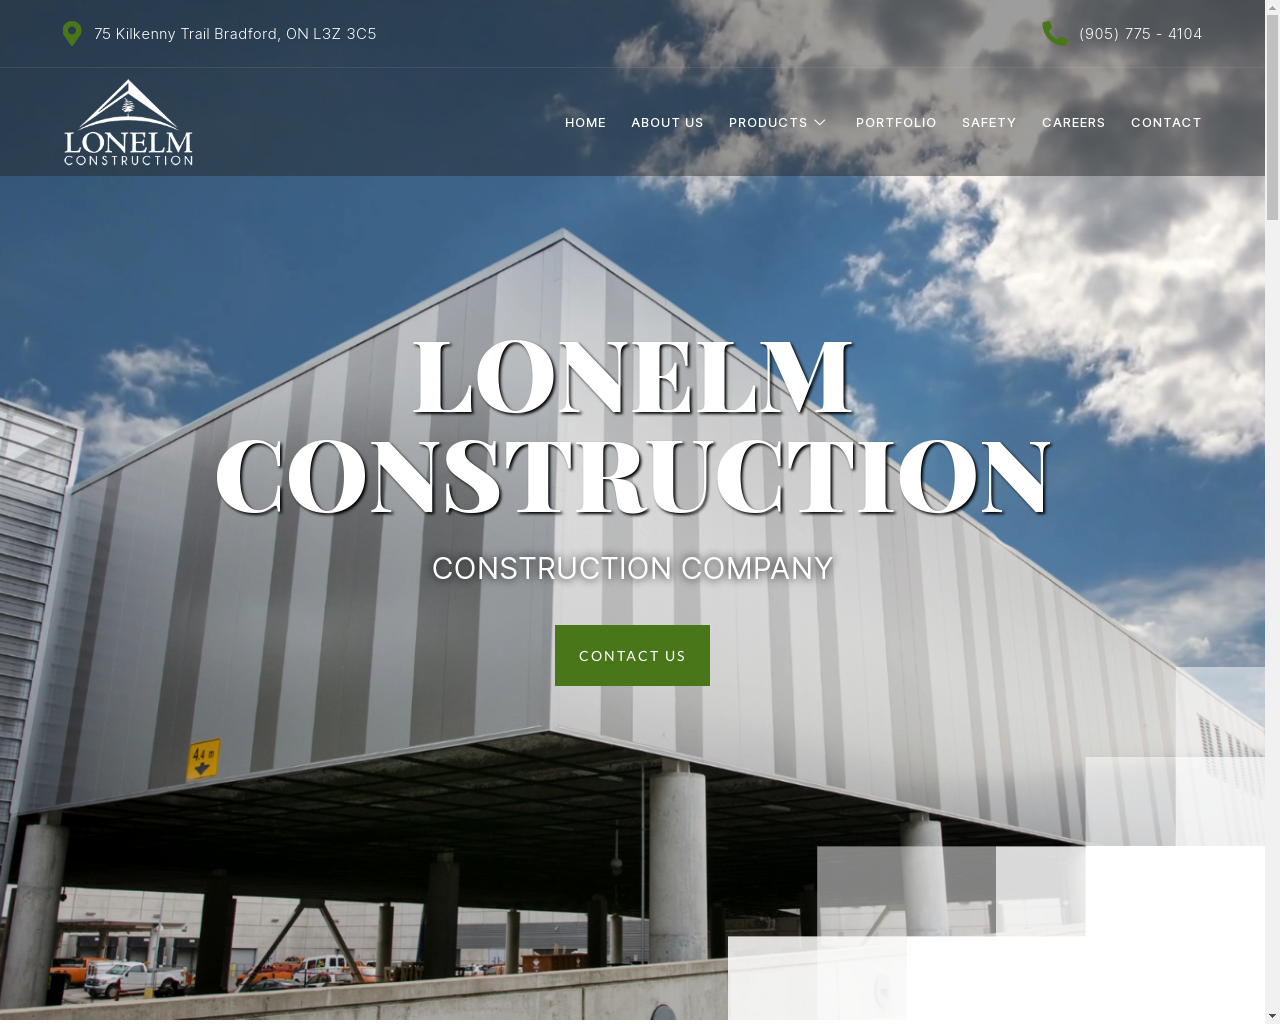 75 Kilkenny Trail Bradford, ON L3Z 3C5
(905) 775 - 4104
LONELM
CONSTRUCTION
HOME
ABOUT US
PRODUCTS
PORTFOLIO
SAFETY
CAREERS
CONTACT
LONELM
CONSTRUCTION
CONSTRUCTION COMPANY
CONTACT US
4.4 m